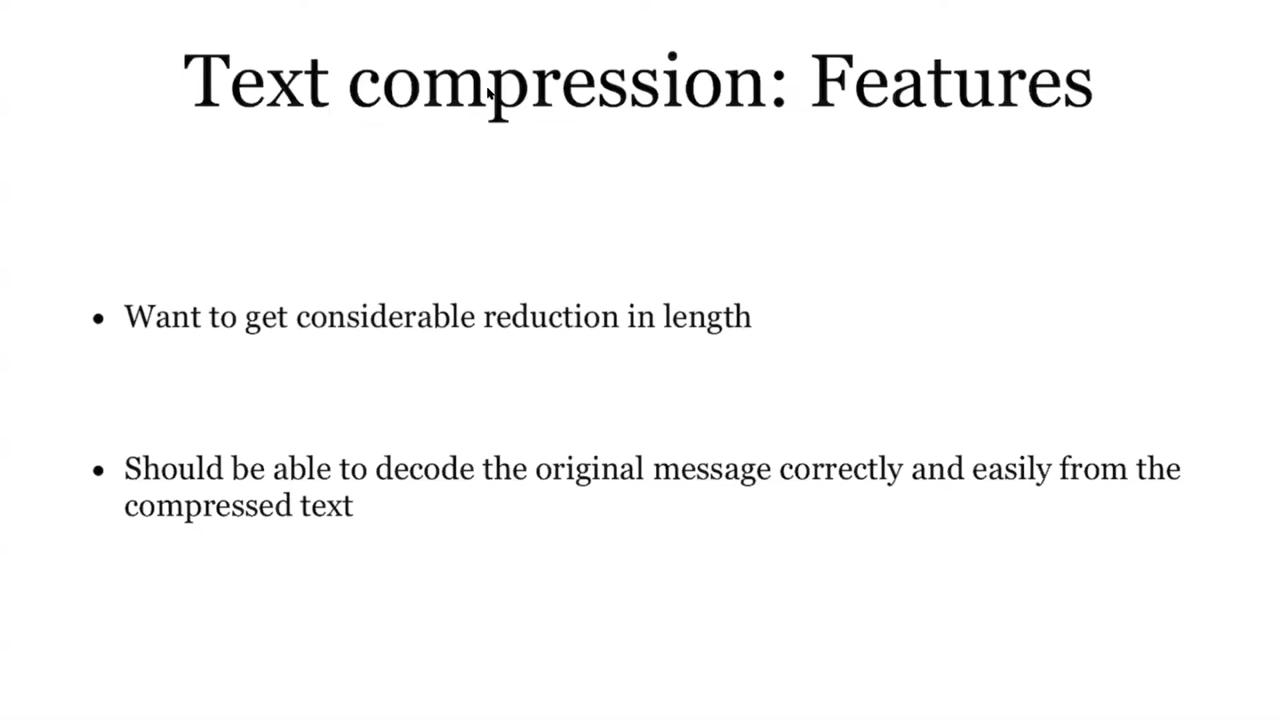 Text compression: Features
• Want to get considerable reduction in length
• Should be able to decode the original message correctly and easily from the
compressed text